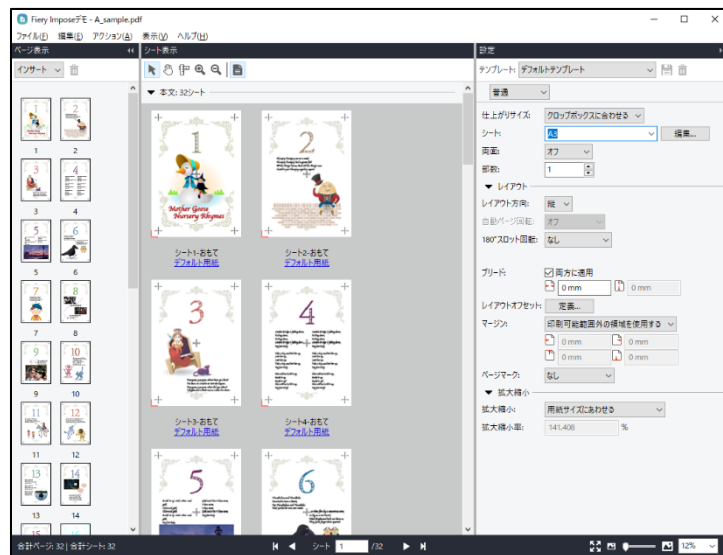 Fiery Imposeデモ - A_sample.pdf
ファイル(F) 編集(E) アクション(A) 表示(V) ヘルプ(H)
ページ表示
インサート
1 2
3 4
5 6
7 8
9 10
11 12
13 14
15 16
シート表示
本文: 32シート
1
Mother Goose
Nursery Rhymes
シート1-おもて
デフォルト用紙
2
シート2-おもて
デフォルト用紙
3
シート3-おもて
デフォルト用紙
4
シート4-おもて
デフォルト用紙
5
6
設定
テンプレート: デフォルトテンプレート
普通
仕上がりサイズ: クロップボックスに合わせる
シート: A3 編集...
両面: オフ
部数: 1
レイアウト
レイアウト方向: 縦
自動ページ回転: オフ
180°スロット回転: なし
ブリード: 両方に適用
0 mm 0 mm
レイアウトオフセット: 定義...
マージン: 印刷可能範囲外の領域を使用する
0 mm 0 mm
0 mm 0 mm
ページマーク: なし
拡大縮小
拡大縮小: 用紙サイズにあわせる
拡大縮小率: 141.408 %
合計ページ: 32 | 合計シート: 32
シート 1 /32
12%